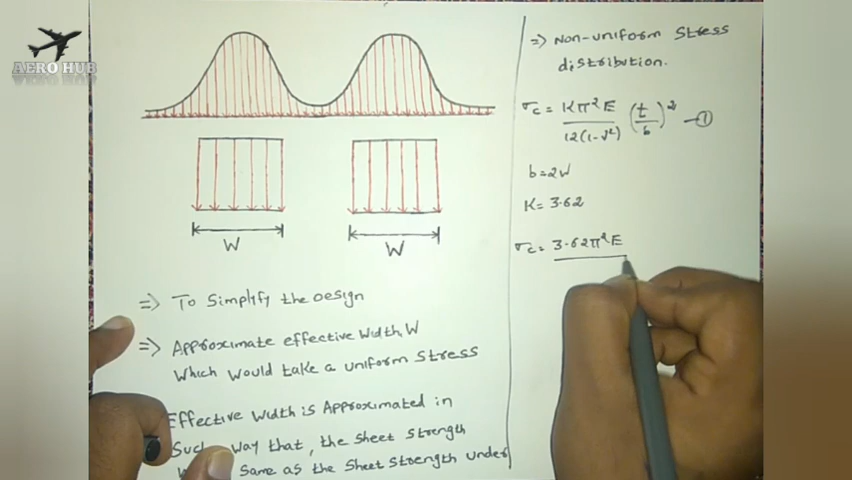 AERO HUB
W
W
=> To simplify the Design
=> Approximate effective width, W
Which would take a uniform stress
Effective width is Approximated in
Such way that, the sheet strength
same as the sheet strength under
=> Non-uniform stress
distribution.
σc = Kπ²E / 12(1-ν²) (t/b)² —①
b=2W
K = 3.62
σc = 3.62π²E